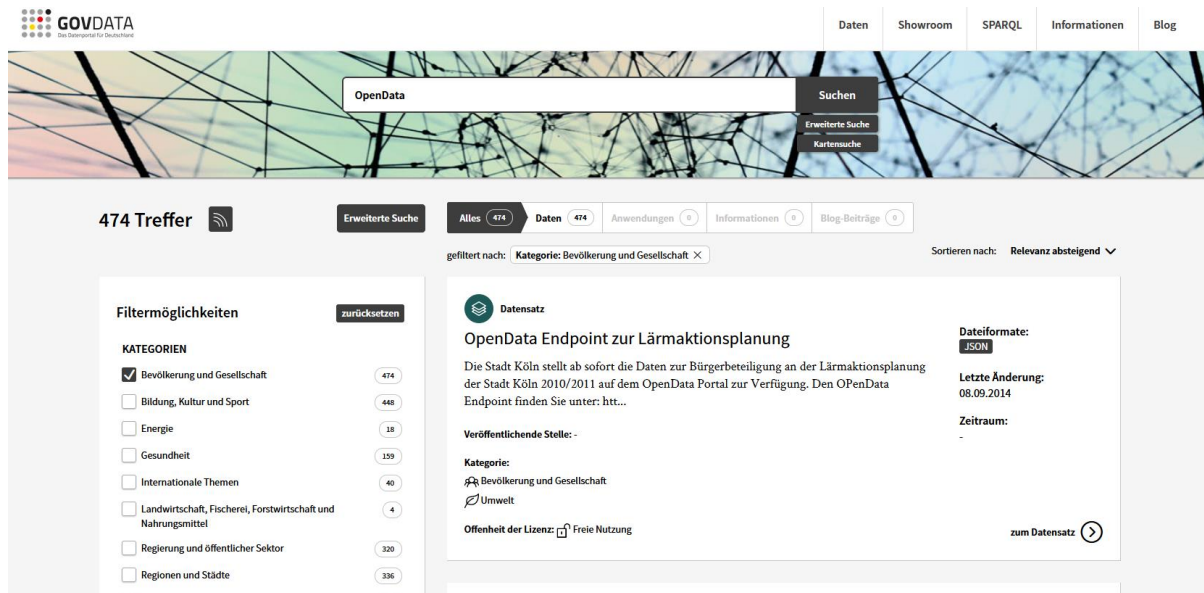 GOVDATA
Das Datenportal für Deutschland
Daten Showroom SPARQL Informationen Blog
OpenData
Suchen
Erweiterte Suche
Kartensuche
474 Treffer
Erweiterte Suche
Alles 474 Daten 474 Anwendungen 0 Informationen 0 Blog-Beiträge 0
gefiltert nach: Kategorie: Bevölkerung und Gesellschaft ×
Sortieren nach: Relevanz absteigend
Filtermöglichkeiten
zurücksetzen
KATEGORIEN
Bevölkerung und Gesellschaft 474
Bildung, Kultur und Sport 448
Energie 18
Gesundheit 159
Internationale Themen 40
Landwirtschaft, Fischerei, Forstwirtschaft und
Nahrungsmittel 4
Regierung und öffentlicher Sektor 320
Regionen und Städte 336
Datensatz
OpenData Endpoint zur Lärmaktionsplanung
Die Stadt Köln stellt ab sofort die Daten zur Bürgerbeteiligung an der Lärmaktionsplanung
der Stadt Köln 2010/2011 auf dem OpenData Portal zur Verfügung. Den OPenData
Endpoint finden Sie unter: htt...
Veröffentlichende Stelle: -
Kategorie:
Bevölkerung und Gesellschaft
Umwelt
Offenheit der Lizenz: Freie Nutzung
Dateiformate:
JSON
Letzte Änderung:
08.09.2014
Zeitraum:
-
zum Datensatz